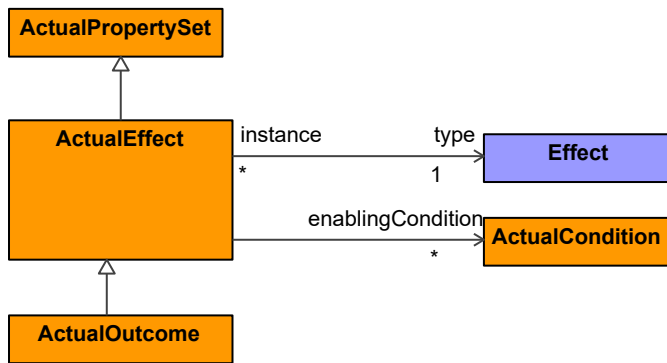 ActualPropertySet
ActualEffect
instance
type
*
1
Effect
enablingCondition
*
ActualCondition
ActualOutcome